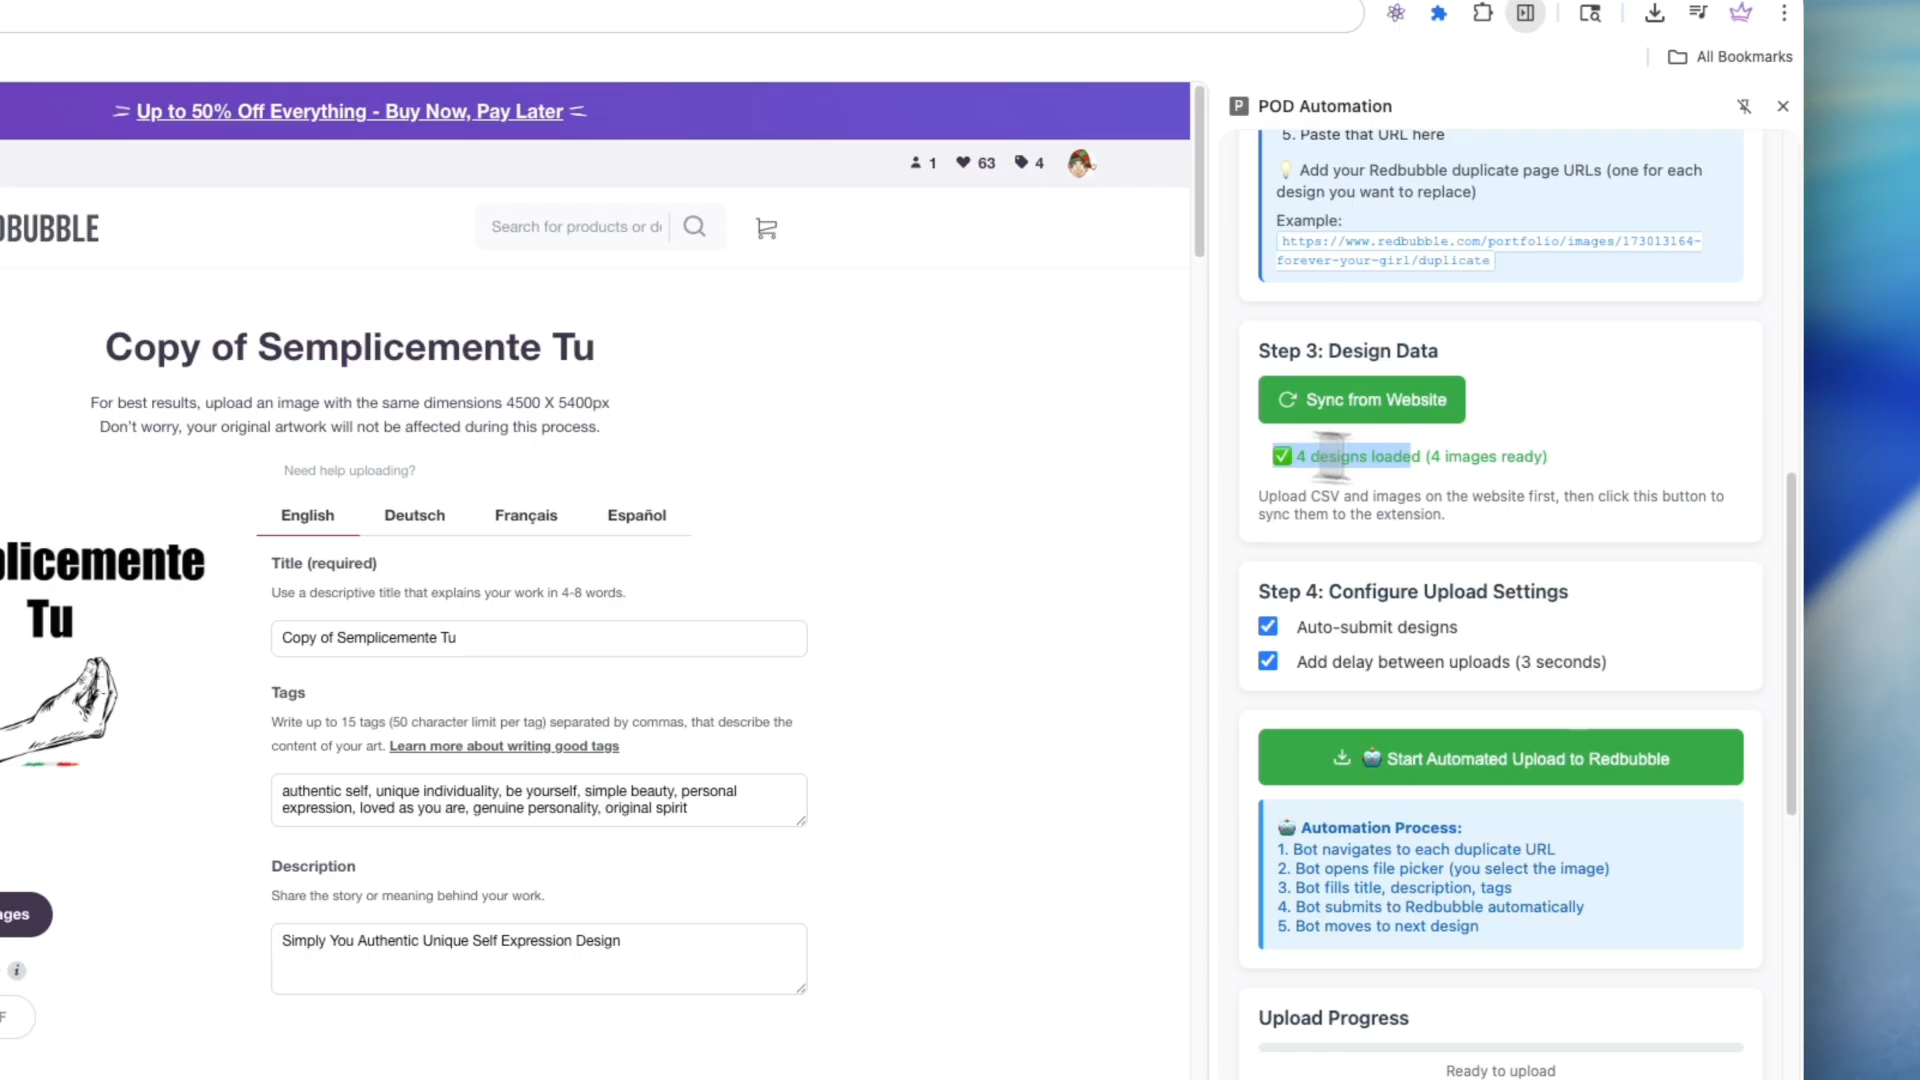 All Bookmarks
Up to 50% Off Everything - Buy Now, Pay Later
1 63 4
DBUBBLE
Search for products or de
Copy of Semplicemente Tu
For best results, upload an image with the same dimensions 4500 X 5400px
Don't worry, your original artwork will not be affected during this process.
Need help uploading?
English Deutsch Français Español
plicemente
Tu
Title (required)
Use a descriptive title that explains your work in 4-8 words.
Copy of Semplicemente Tu
Tags
Write up to 15 tags (50 character limit per tag) separated by commas, that describe the
content of your art. Learn more about writing good tags
authentic self, unique individuality, be yourself, simple beauty, personal
expression, loved as you are, genuine personality, original spirit
Description
Share the story or meaning behind your work.
Simply You Authentic Unique Self Expression Design
ages
i
F
P POD Automation
5. Paste that URL here
Add your Redbubble duplicate page URLs (one for each
design you want to replace)
Example:
https://www.redbubble.com/portfolio/images/173013164-
forever-your-girl/duplicate
Step 3: Design Data
Sync from Website
✅ 4 designs loaded (4 images ready)
Upload CSV and images on the website first, then click this button to
sync them to the extension.
Step 4: Configure Upload Settings
Auto-submit designs
Add delay between uploads (3 seconds)
Start Automated Upload to Redbubble
Automation Process:
1. Bot navigates to each duplicate URL
2. Bot opens file picker (you select the image)
3. Bot fills title, description, tags
4. Bot submits to Redbubble automatically
5. Bot moves to next design
Upload Progress
Ready to upload